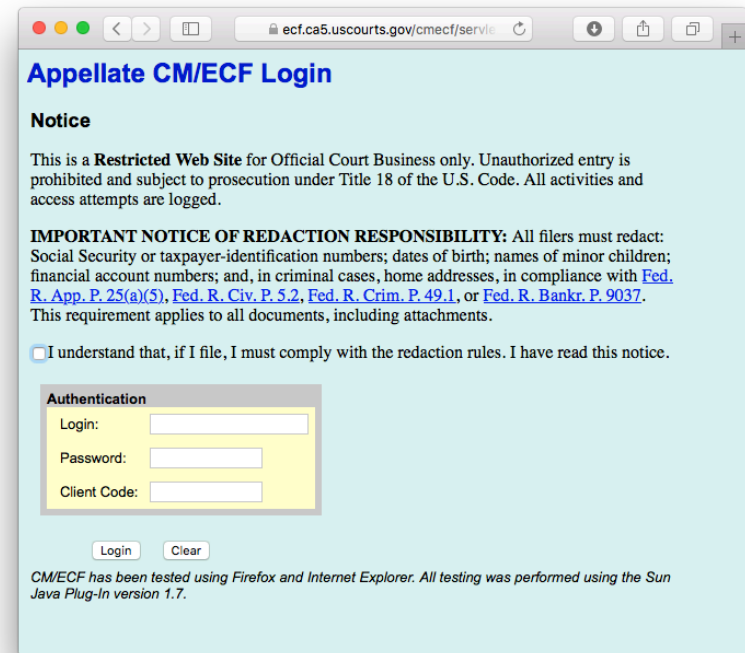 ecf.ca5.uscourts.gov/cmecf/servle
Appellate CM/ECF Login
Notice
This is a Restricted Web Site for Official Court Business only. Unauthorized entry is
prohibited and subject to prosecution under Title 18 of the U.S. Code. All activities and
access attempts are logged.
IMPORTANT NOTICE OF REDACTION RESPONSIBILITY: All filers must redact:
Social Security or taxpayer-identification numbers; dates of birth; names of minor children;
financial account numbers; and, in criminal cases, home addresses, in compliance with Fed.
R. App. P. 25(a)(5), Fed. R. Civ. P. 5.2, Fed. R. Crim. P. 49.1, or Fed. R. Bankr. P. 9037.
This requirement applies to all documents, including attachments.
I understand that, if I file, I must comply with the redaction rules. I have read this notice.
Authentication
Login:
Password:
Client Code:
Login Clear
CM/ECF has been tested using Firefox and Internet Explorer. All testing was performed using the Sun
Java Plug-In version 1.7.